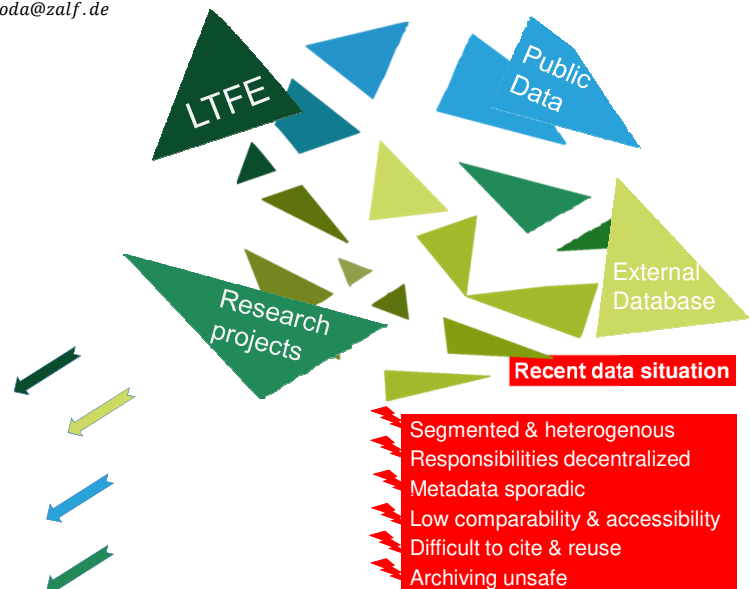 oda@zalf.de
LTFE
Public
Data
External
Database
Research
projects
Recent data situation
Segmented & heterogenous
Responsibilities decentralized
Metadata sporadic
Low comparability & accessibility
Difficult to cite & reuse
Archiving unsafe